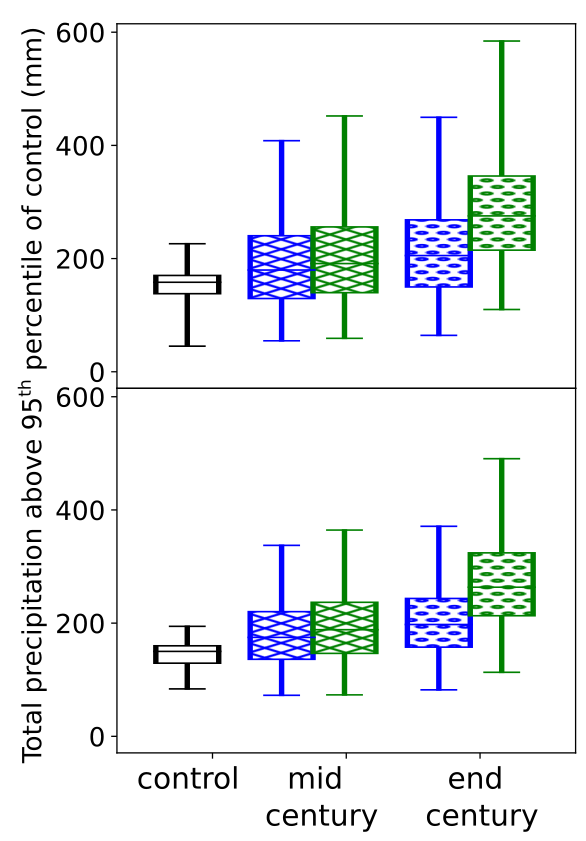 Total precipitation above 95th percentile of control (mm)
600
400
200
0
600
400
200
0
control mid end
century century